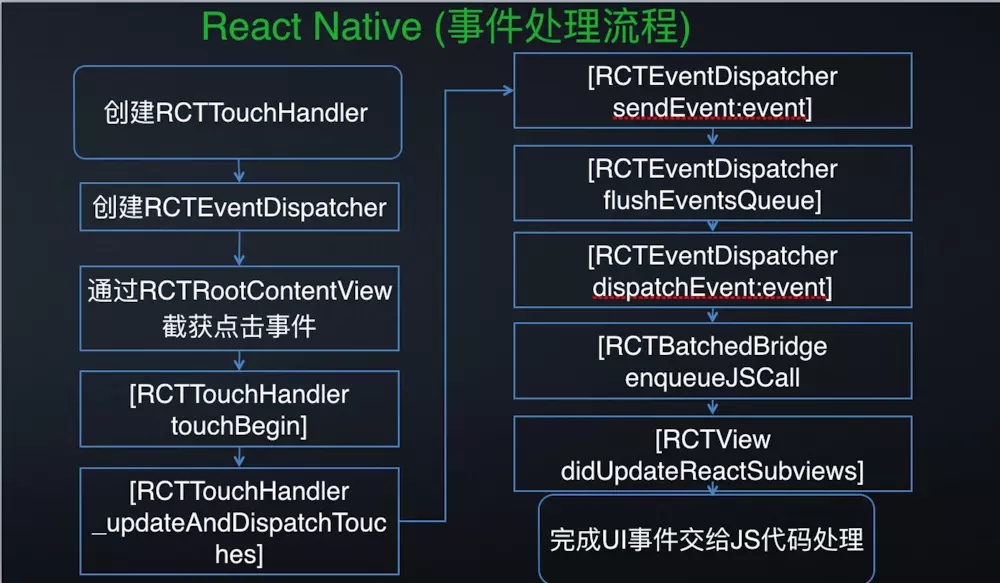 React Native (事件处理流程)
创建RCTTouchHandler
创建RCTEventDispatcher
通过RCTRootContentView
截获点击事件
[RCTTouchHandler
touchBegin]
[RCTTouchHandler
_updateAndDispatchTouc
hes]
[RCTEventDispatcher
sendEvent:event]
[RCTEventDispatcher
flushEventsQueue]
[RCTEventDispatcher
dispatchEvent:event]
[RCTBatchedBridge
enqueueJSCall
[RCTView
didUpdateReactSubviews]
完成UI事件交给JS代码处理